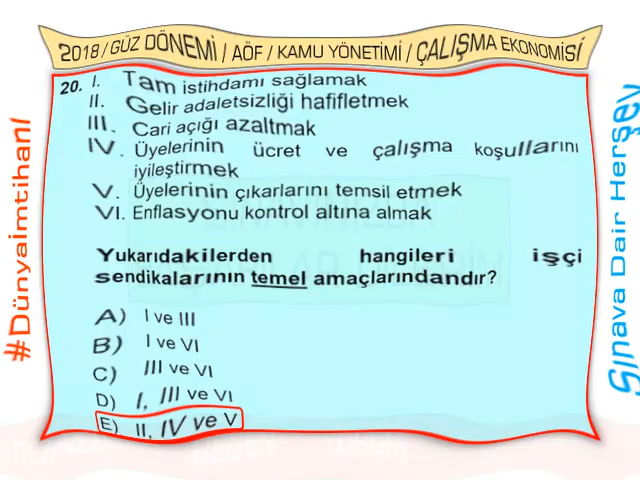 2018 / GÜZ DÖNEMİ / AÖF / KAMU YÖNETİMİ / ÇALIŞMA EKONOMİSİ
20. I. Tam istihdamı sağlamak
II. Gelir adaletsizliği hafifletmek
III. Cari açığı azaltmak
IV. Üyelerinin ücret ve çalışma koşullarını
iyileştirmek
V. Üyelerinin çıkarlarını temsil etmek
VI. Enflasyonu kontrol altına almak
Yukarıdakilerden hangileri işçi
sendikalarının temel amaçlarındandır?
A) I ve III
B) I ve VI
C) III ve VI
D) I, III ve VI
E) II, IV ve V
#Dünyaimtihanı
Sınava Dair Herşey